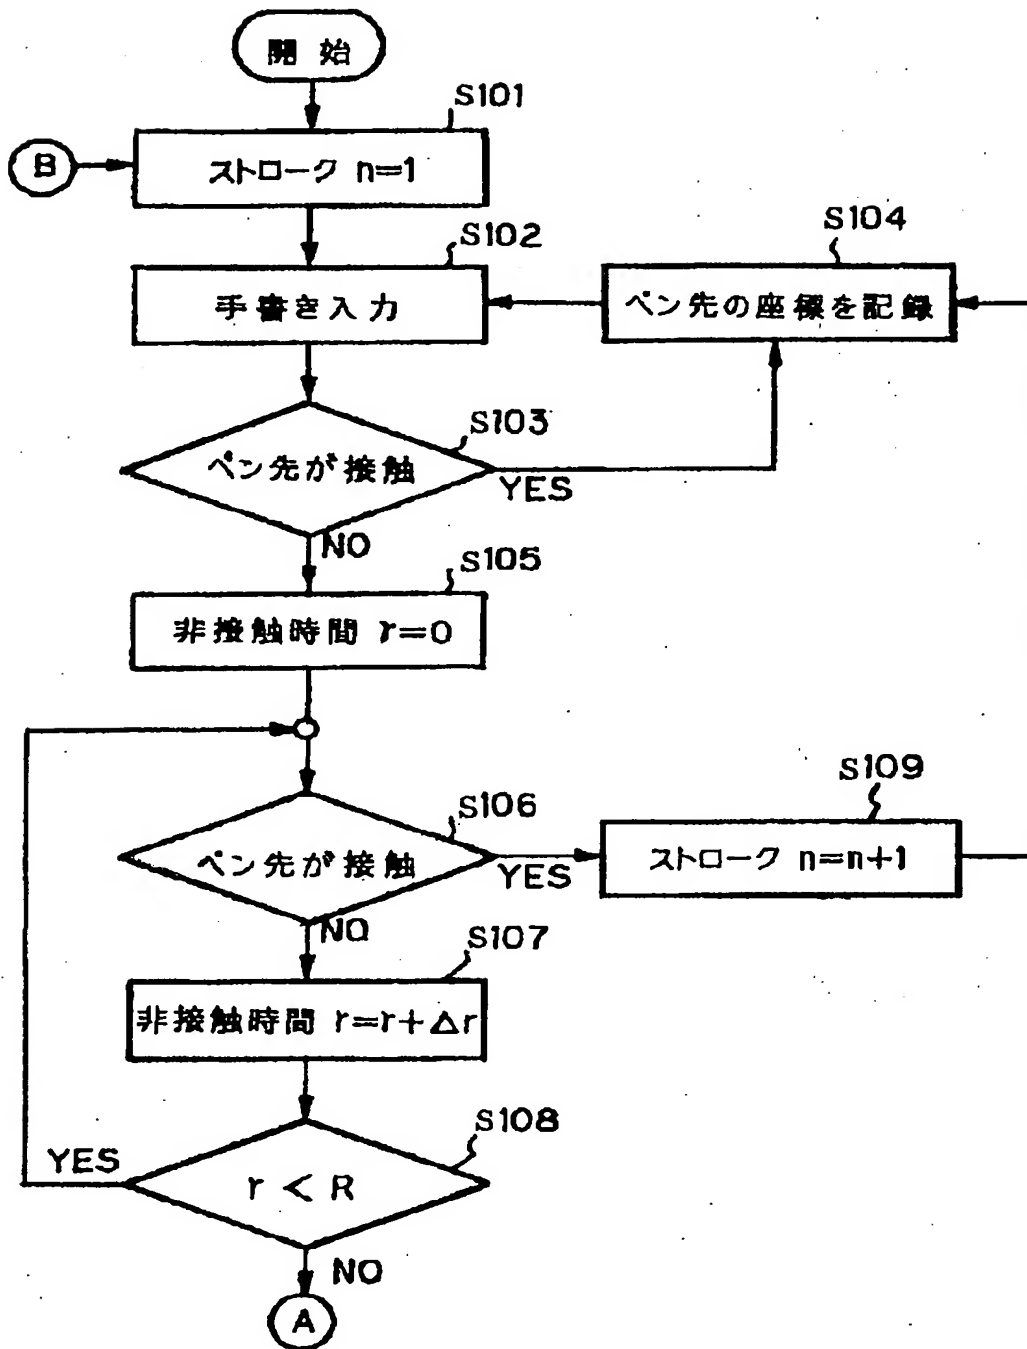 開始
S101
B
ストローク n=1
S102
手書き入力
S104
ペン先の座標を記録
S103
ペン先が接触
YES
NO
S105
非接触時間 r=0
S106
ペン先が接触
YES
S109
ストローク n=n+1
NO
S107
非接触時間 r=r+Δr
S108
YES
r < R
NO
A